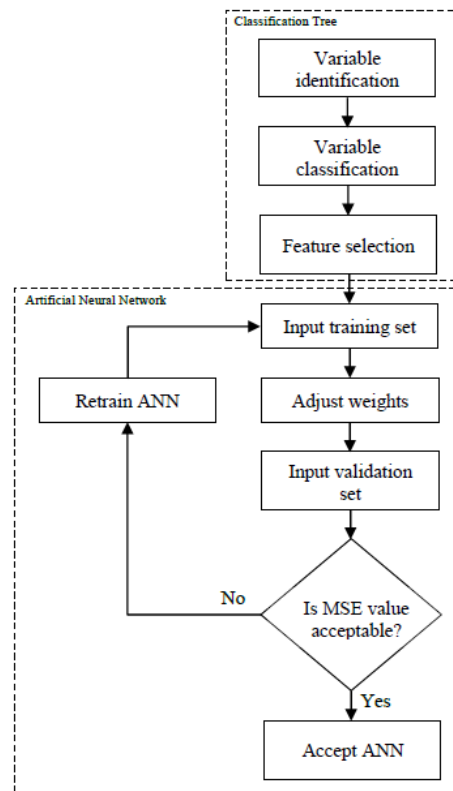 Classification Tree
Variable
identification
Variable
classification
Feature selection
Artificial Neural Network
Input training set
Retrain ANN
Adjust weights
Input validation
set
No
Is MSE value
acceptable?
Yes
Accept ANN